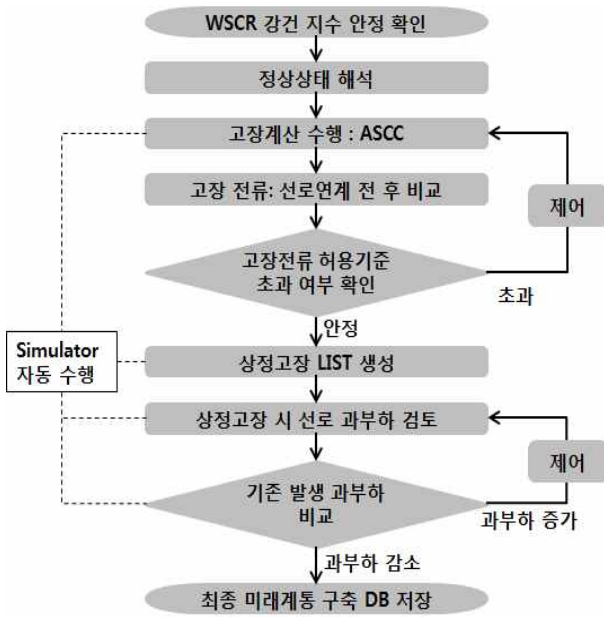 WSCR 강건 지수 안정 확인
정상상태 해석
고장계산 수행 : ASCC
고장 전류: 선로연계 전 후 비교
제어
고장전류 허용기준
초과 여부 확인
초과
안정
Simulator
자동 수행
상정고장 LIST 생성
상정고장 시 선로 과부하 검토
제어
기존 발생 과부하
비교
과부하 증가
과부하 감소
최종 미래계통 구축 DB 저장